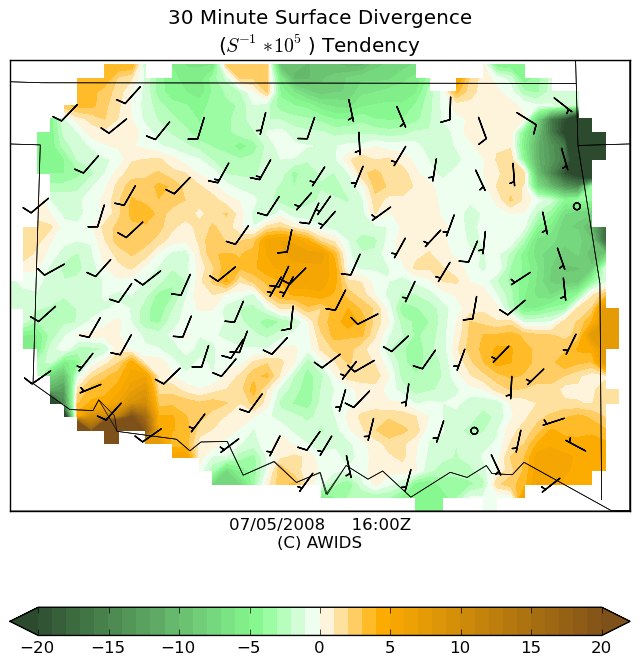 30 Minute Surface Divergence
(S⁻¹ * 10⁵ ) Tendency
07/05/2008 16:00Z
(C) AWIDS
−20 −15 −10 −5 0 5 10 15 20